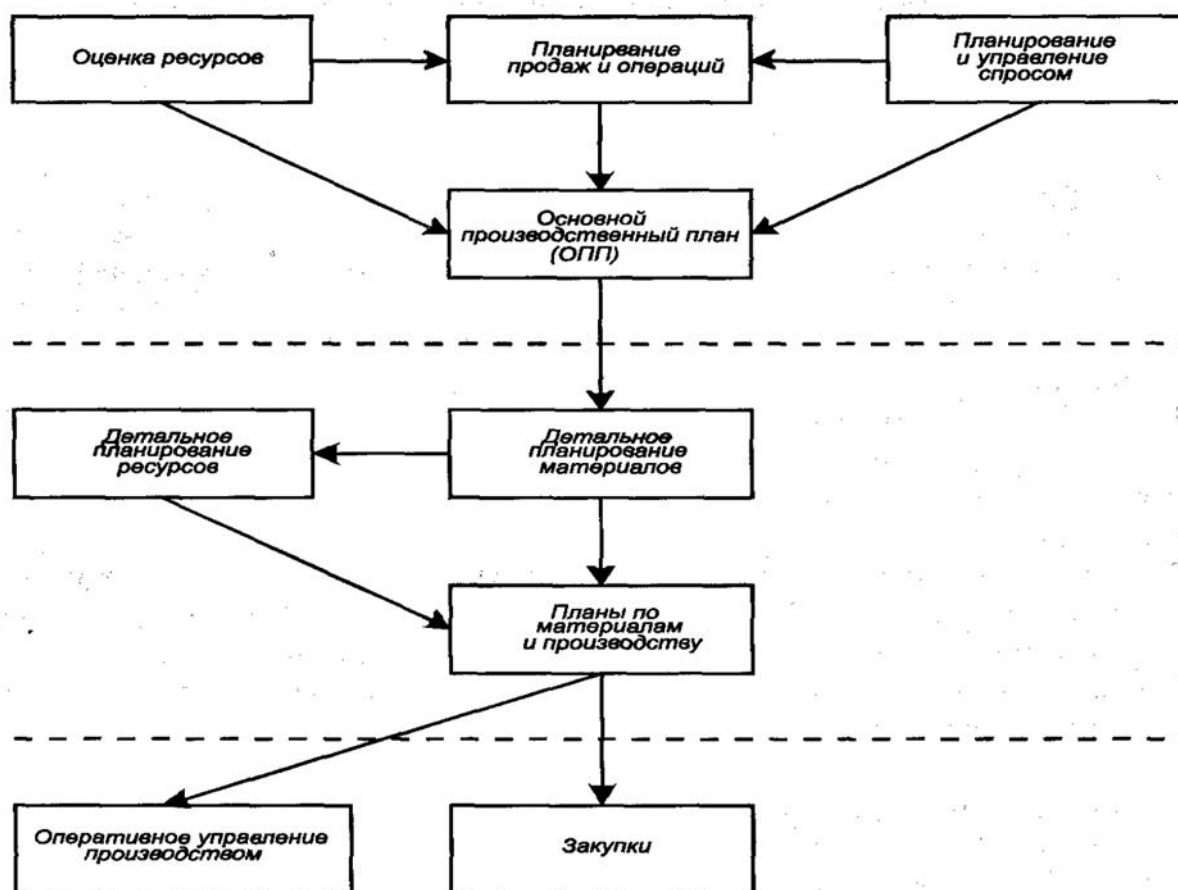 Оценка ресурсов
Планирвание
продаж и операций
Планирование
и управление
спросом
Основной
производственный план
(ОПП)
Детальное
планирование
ресурсов
Детальное
планирование
материалов
Планы по
материалам
и производству
Оперативное управление
производством
Закупки